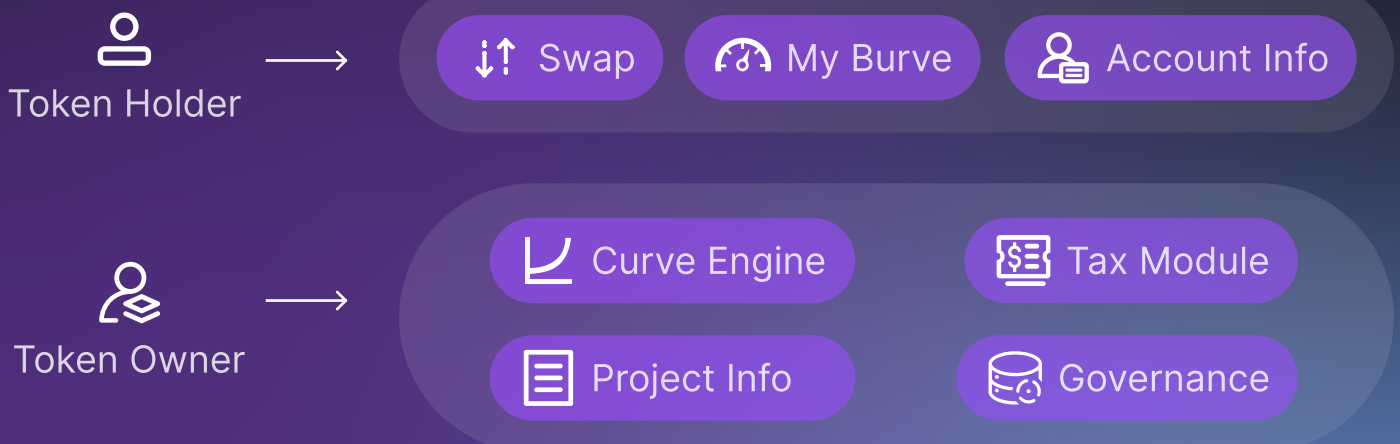 Token Holder
Swap
My Burve
Account Info
Token Owner
Curve Engine
Tax Module
Project Info
Governance